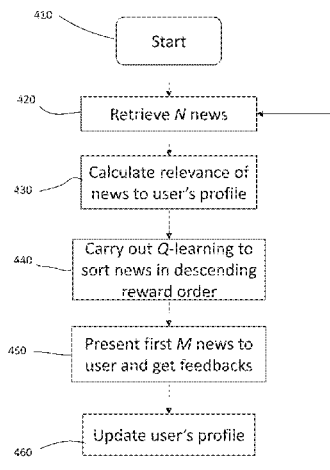 410
Start
420
Retrieve N news
430
Calculate relevance of
news to user's profile
440
Carry out Q-learning to
sort news in descending
reward order
450
Present first M news to
user and get feedbacks
460
Update user's profile